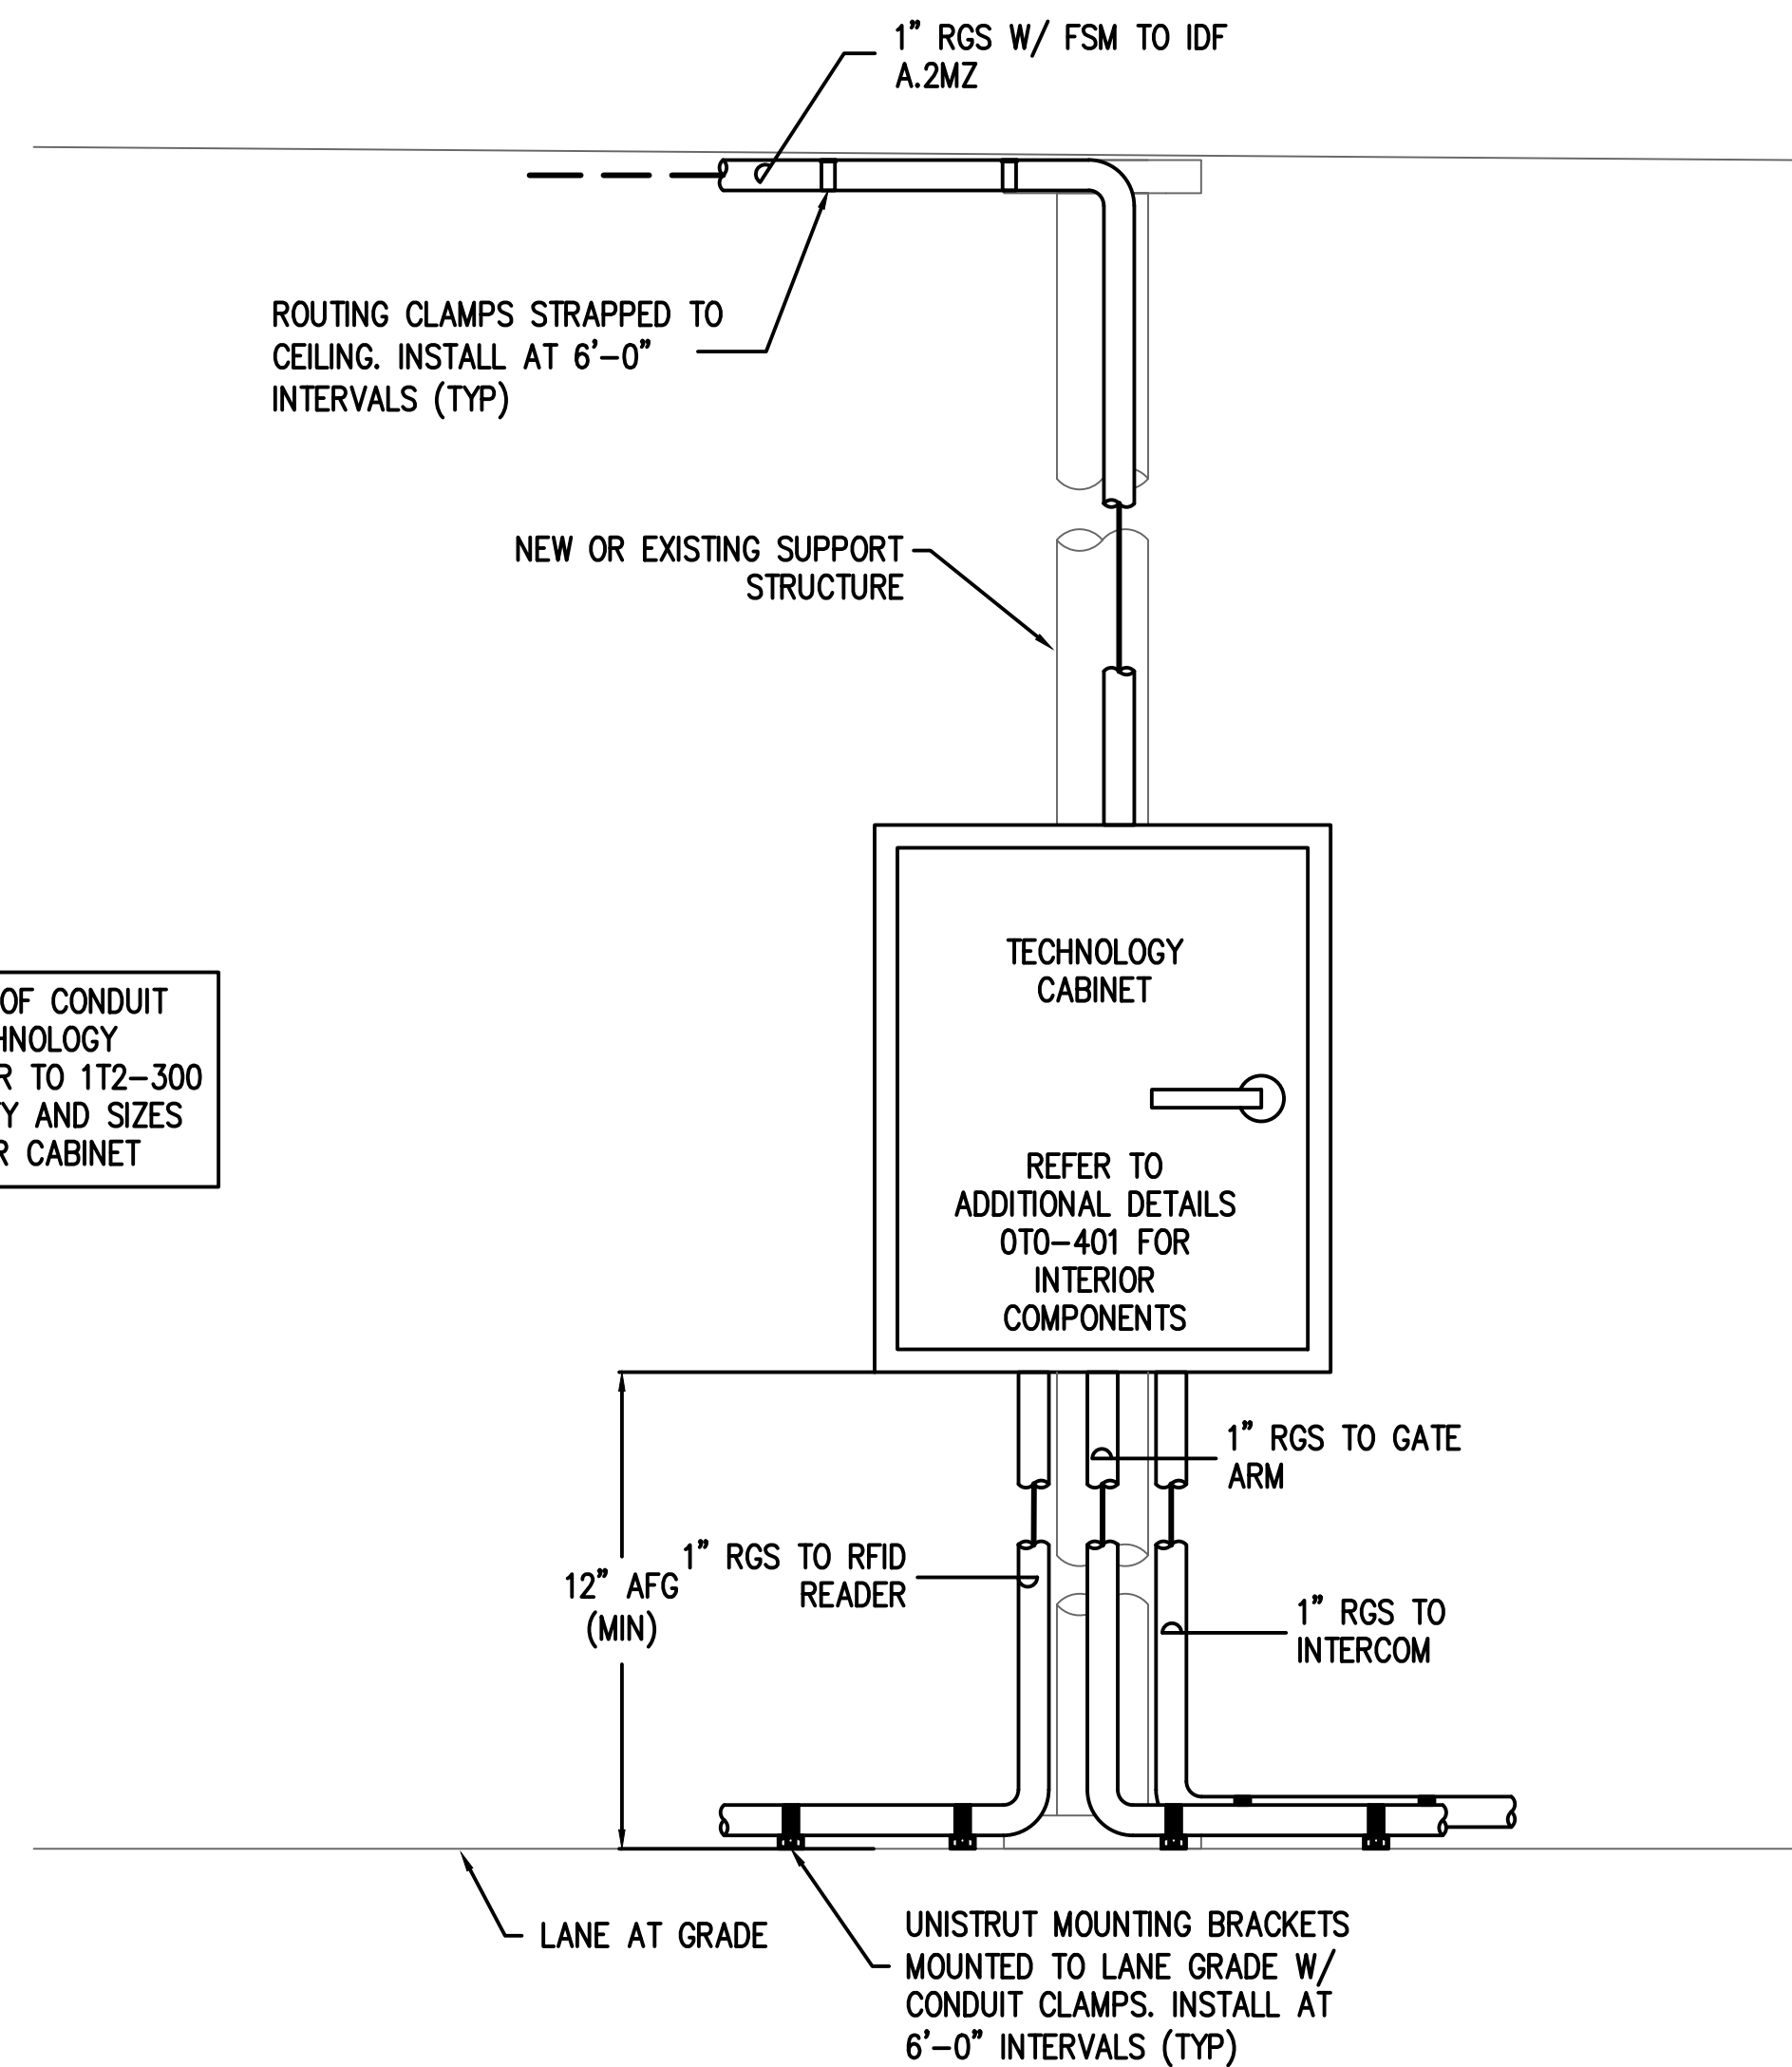 1" RGS W/ FSM TO IDF
A.2MZ
ROUTING CLAMPS STRAPPED TO
CEILING. INSTALL AT 6'-0"
INTERVALS (TYP)
NEW OR EXISTING SUPPORT
STRUCTURE
OF CONDUIT
TO 1T2-300
AND SIZES
CABINET
TECHNOLOGY
CABINET
REFER TO
ADDITIONAL DETAILS
0T0-401 FOR
INTERIOR
COMPONENTS
1" RGS TO GATE
ARM
1" RGS TO RFID
READER
12" AFG
(MIN)
1" RGS TO
INTERCOM
LANE AT GRADE
UNISTRUT MOUNTING BRACKETS
MOUNTED TO LANE GRADE W/
CONDUIT CLAMPS. INSTALL AT
6'-0" INTERVALS (TYP)